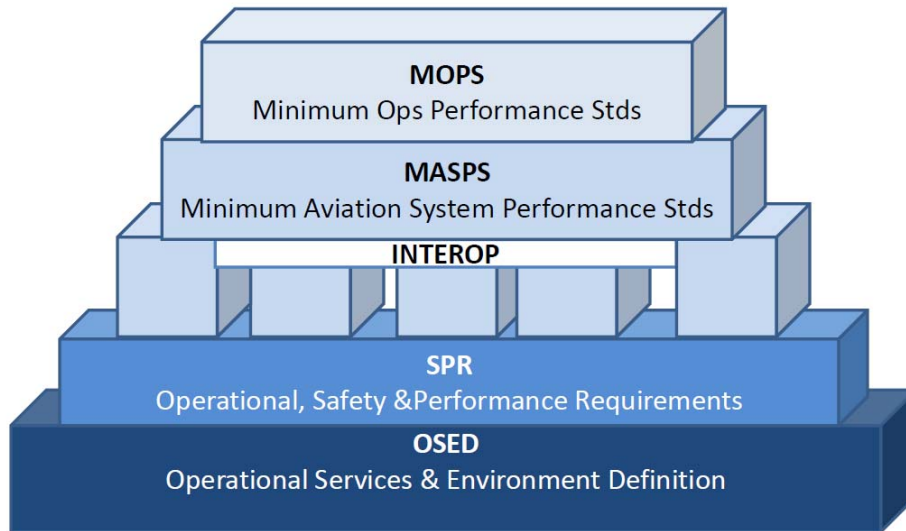 MOPS
Minimum Ops Performance Stds
MASPS
Minimum Aviation System Performance Stds
INTEROP
SPR
Operational, Safety &Performance Requirements
OSED
Operational Services & Environment Definition